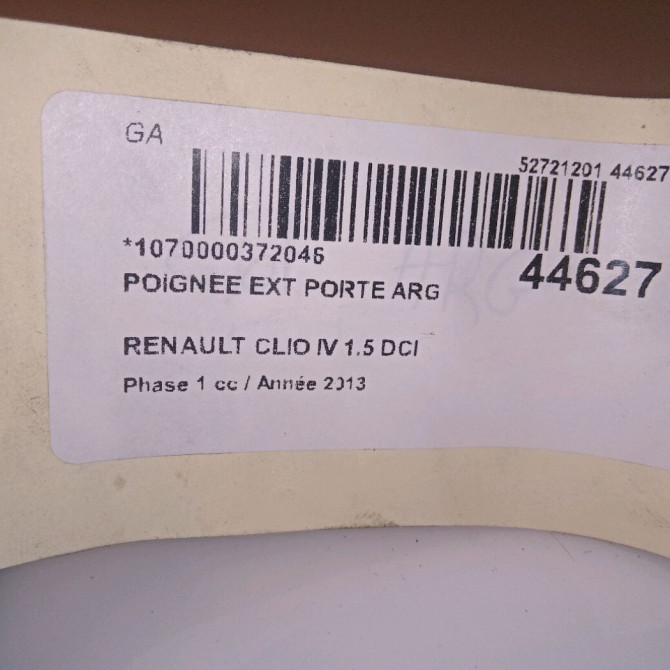 GA
52721201 44627
*1070000372046
44627
POIGNEE EXT PORTE ARG
RENAULT CLIO IV 1.5 DCI
Phase 1 cc / Année 2013